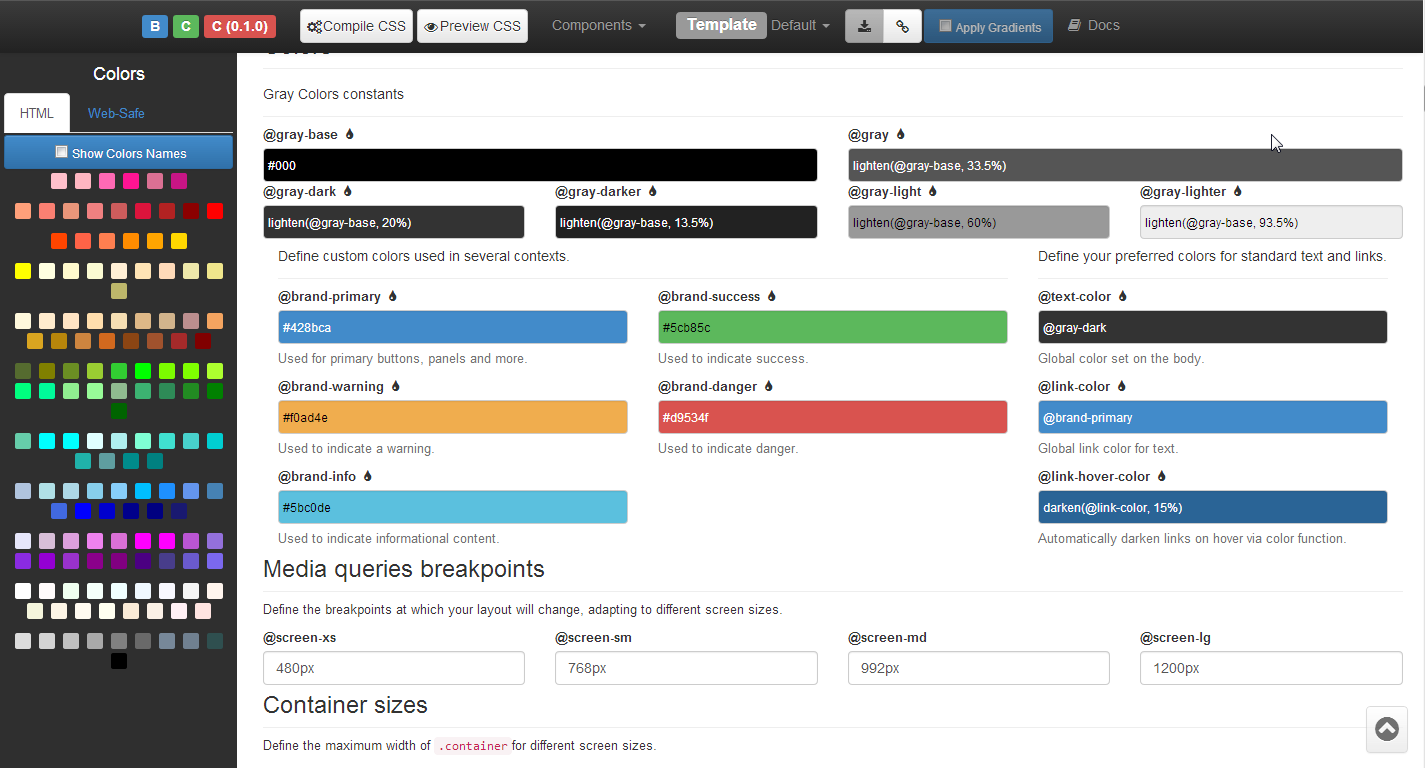 B C C (0.1.0) Compile CSS Preview CSS Components Template Default Apply Gradients Docs
Colors
HTML Web-Safe
Show Colors Names
Colors
Gray Colors constants
@gray-base @gray
#000 lighten(@gray-base, 33.5%)
@gray-dark @gray-darker @gray-light @gray-lighter
lighten(@gray-base, 20%) lighten(@gray-base, 13.5%) lighten(@gray-base, 60%) lighten(@gray-base, 93.5%)
Define custom colors used in several contexts. Define your preferred colors for standard text and links.
@brand-primary @brand-success @text-color
#428bca #5cb85c @gray-dark
Used for primary buttons, panels and more. Used to indicate success. Global color set on the body.
@brand-warning @brand-danger @link-color
#f0ad4e #d9534f @brand-primary
Used to indicate a warning. Used to indicate danger. Global link color for text.
@brand-info @link-hover-color
#5bc0de darken(@link-color, 15%)
Used to indicate informational content. Automatically darken links on hover via color function.
Media queries breakpoints
Define the breakpoints at which your layout will change, adapting to different screen sizes.
@screen-xs @screen-sm @screen-md @screen-lg
480px 768px 992px 1200px
Container sizes
Define the maximum width of .container for different screen sizes.